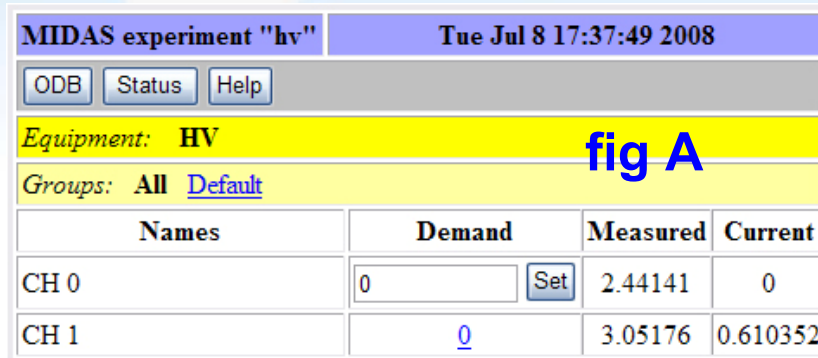 MIDAS experiment "hv" Tue Jul 8 17:37:49 2008
ODB Status Help
Equipment: HV
fig A
Groups: All Default
Names Demand Measured Current
CH 0 0 Set 2.44141 0
CH 1 0 3.05176 0.610352